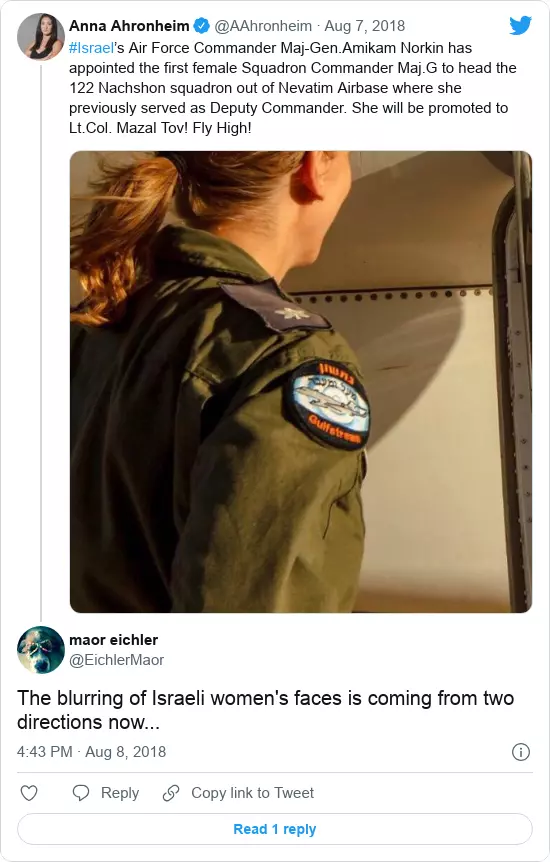 Anna Ahronheim @AAhronheim · Aug 7, 2018
#Israel's Air Force Commander Maj-Gen.Amikam Norkin has
appointed the first female Squadron Commander Maj.G to head the
122 Nachshon squadron out of Nevatim Airbase where she
previously served as Deputy Commander. She will be promoted to
Lt.Col. Mazal Tov! Fly High!
נחשון
Gulfstream
maor eichler
@EichlerMaor
The blurring of Israeli women's faces is coming from two
directions now...
4:43 PM · Aug 8, 2018
Reply
Copy link to Tweet
Read 1 reply